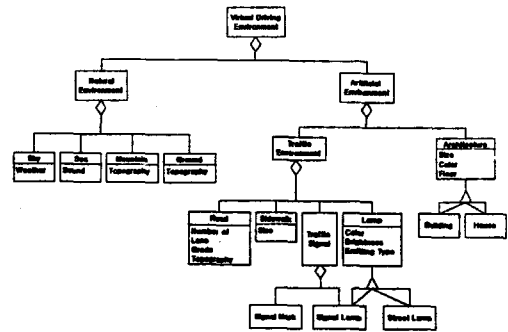 Virtual Driving
Environment
Natural
Environment
Artificial
Environment
Traffic
Environment
Architecture
Size
Color
Floor
Sky
Weather
Sea
Sound
Mountain
Topography
Ground
Topography
Building
House
Road
Number of
Lane
Grade
Topography
Sidewalk
Size
Traffic
Signal
Lamp
Color
Brightness
Emitting Type
Signal Mark
Signal Lamp
Street Lamp